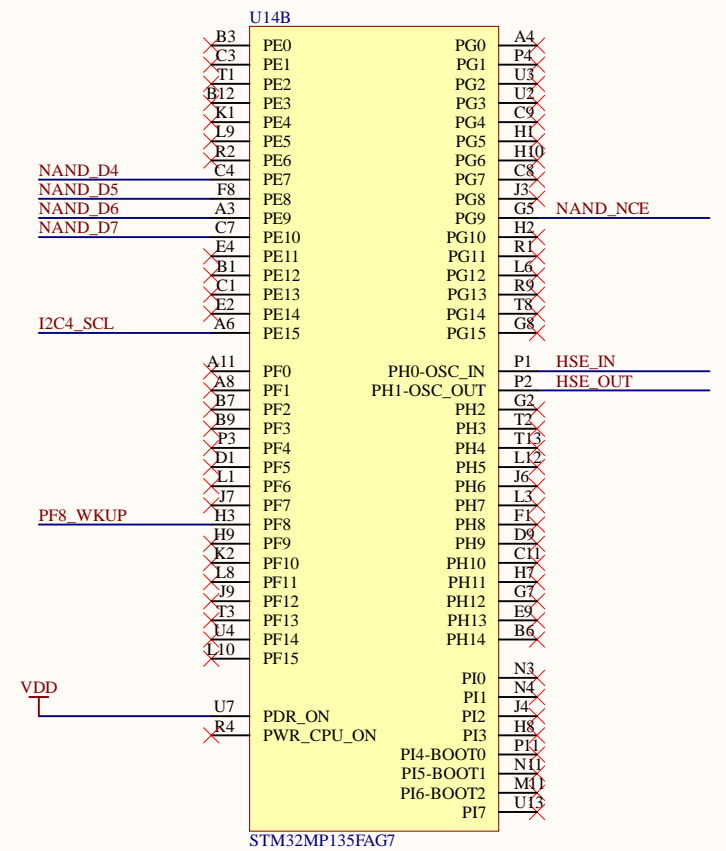 U14B
B3 PE0 PG0 A4
C3 PE1 PG1 P4
T1 PE2 PG2 U3
B12 PE3 PG3 U2
K1 PE4 PG4 C9
L9 PE5 PG5 H1
R2 PE6 PG6 H10
NAND_D4 C4 PE7 PG7 C8
NAND_D5 F8 PE8 PG8 J3
NAND_D6 A3 PE9 PG9 G5 NAND_NCE
NAND_D7 C7 PE10 PG10 H2
E4 PE11 PG11 R1
B1 PE12 PG12 L6
C1 PE13 PG13 R9
E2 PE14 PG14 T8
I2C4_SCL A6 PE15 PG15 G8
A11 PF0 PH0-OSC_IN P1 HSE_IN
A8 PF1 PH1-OSC_OUT P2 HSE_OUT
B7 PF2 PH2 G2
B9 PF3 PH3 T2
P3 PF4 PH4 T13
D1 PF5 PH5 L12
L1 PF6 PH6 J6
J7 PF7 PH7 L3
PF8_WKUP H3 PF8 PH8 F1
H9 PF9 PH9 D9
K2 PF10 PH10 C11
L8 PF11 PH11 H7
J9 PF12 PH12 G7
T3 PF13 PH13 E9
U4 PF14 PH14 B6
L10 PF15
PI0 N3
PI1 N4
VDD
U7 PDR_ON PI2 J4
R4 PWR_CPU_ON PI3 H8
PI4-BOOT0 P11
PI5-BOOT1 N11
PI6-BOOT2 M11
PI7 U13
STM32MP135FAG7